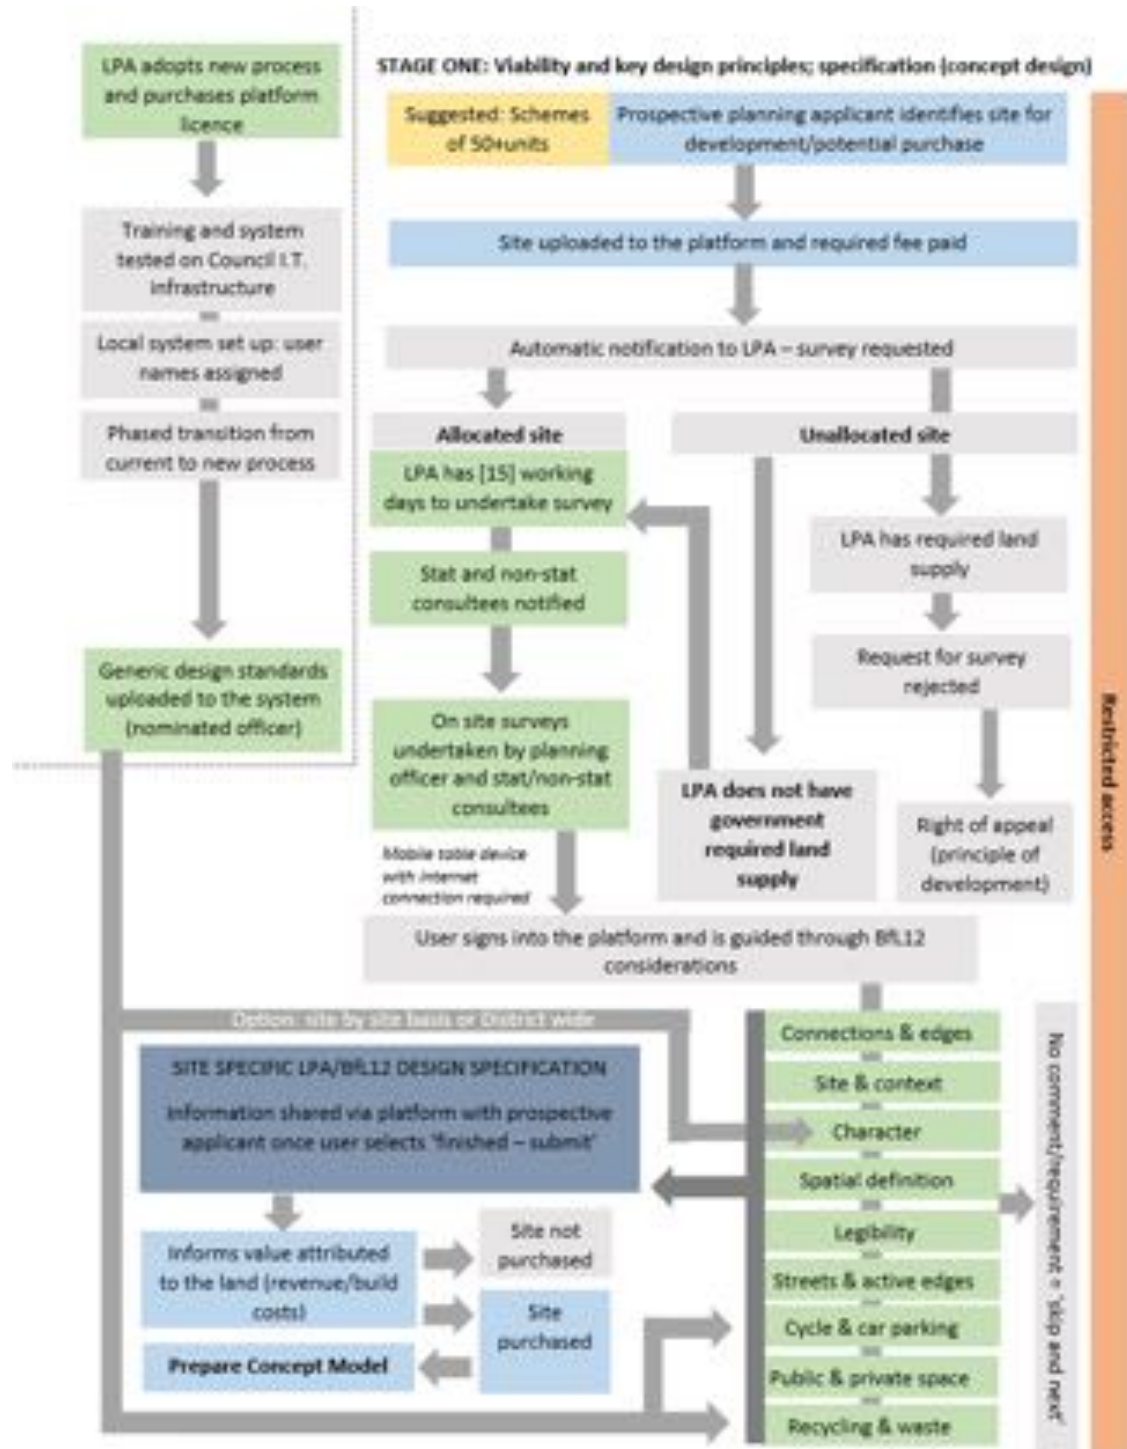 LPA adopts new process
and purchases platform
licence
Training and system
tested on Council I.T.
infrastructure
Local system set up: user
names assigned
Phased transition from
current to new process
Generic design standards
uploaded to the system
(nominated officer)
STAGE ONE: Viability and key design principles; specification (concept design)
Suggested: Schemes
of 50+units
Prospective planning applicant identifies site for
development/potential purchase
Site uploaded to the platform and required fee paid
Automatic notification to LPA – survey requested
Allocated site
LPA has [15] working
days to undertake survey
Stat and non-stat
consultees notified
On site surveys
undertaken by planning
officer and stat/non-stat
consultees
Mobile table device
with internet
connection required
Unallocated site
LPA has required land
supply
Request for survey
rejected
Right of appeal
(principle of
development)
LPA does not have
government
required land
supply
User signs into the platform and is guided through BfL12
considerations
Option: site by site basis or District wide
SITE SPECIFIC LPA/BfL12 DESIGN SPECIFICATION
Information shared via platform with prospective
applicant once user selects 'finished – submit'
Informs value attributed
to the land (revenue/build
costs)
Site not
purchased
Site
purchased
Prepare Concept Model
Connections & edges
Site & context
Character
Spatial definition
Legibility
Streets & active edges
Cycle & car parking
Public & private space
Recycling & waste
No comment/requirement = 'skip and next'
Restricted access